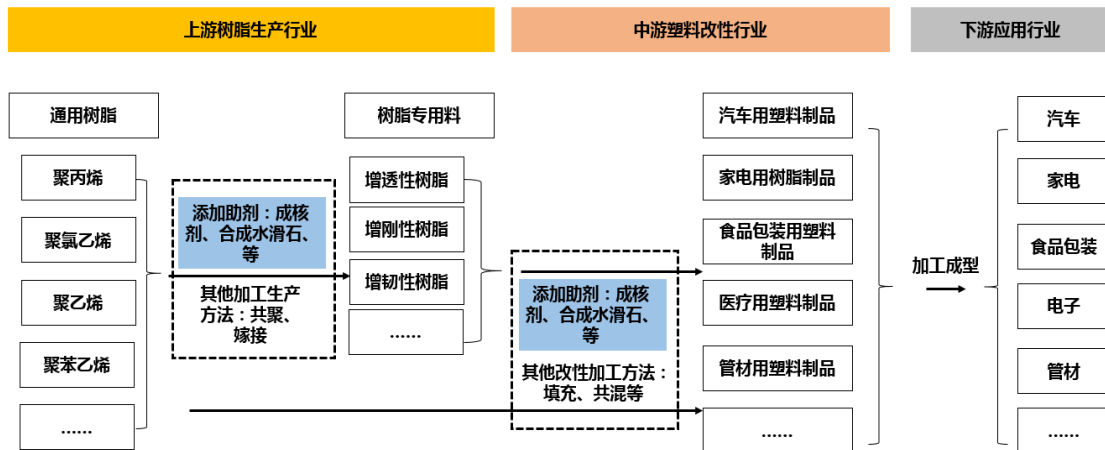 上游树脂生产行业
中游塑料改性行业
下游应用行业
通用树脂
聚丙烯
聚氯乙烯
聚乙烯
聚苯乙烯
......
添加助剂：成核
剂、合成水滑石、
等
其他加工生产
方法：共聚、
嫁接
树脂专用料
增透性树脂
增刚性树脂
增韧性树脂
......
添加助剂：成核
剂、合成水滑石、
等
其他改性加工方法：
填充、共混等
汽车用塑料制品
家电用树脂制品
食品包装用塑料
制品
医疗用塑料制品
管材用塑料制品
......
加工成型
汽车
家电
食品包装
电子
管材
......